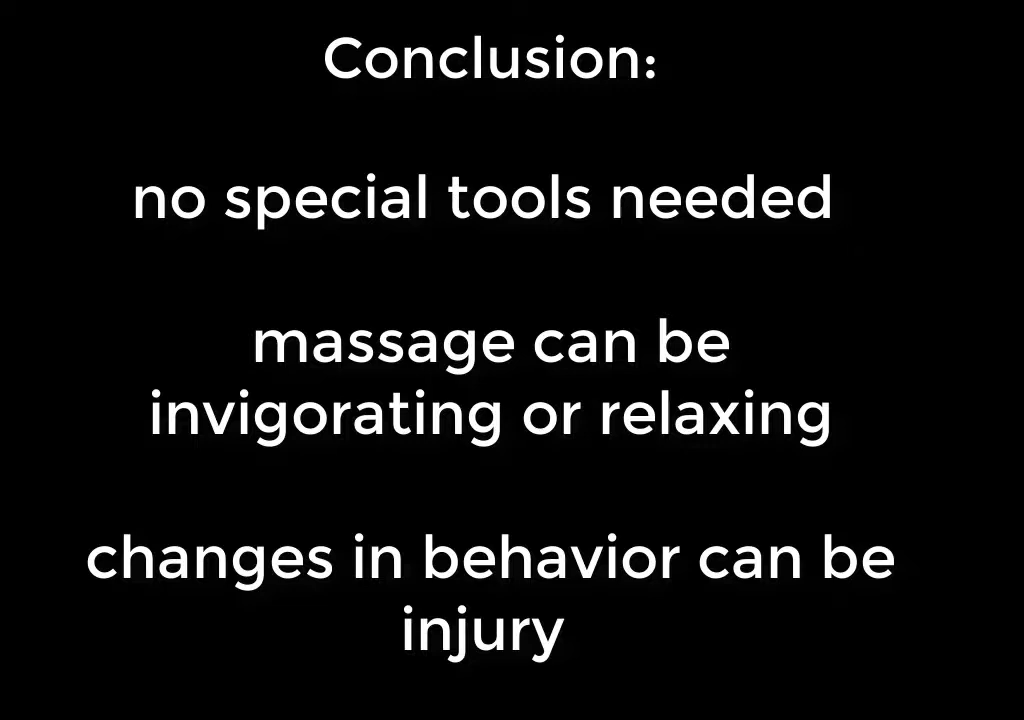 Conclusion:
no special tools needed
massage can be
invigorating or relaxing
changes in behavior can be
injury